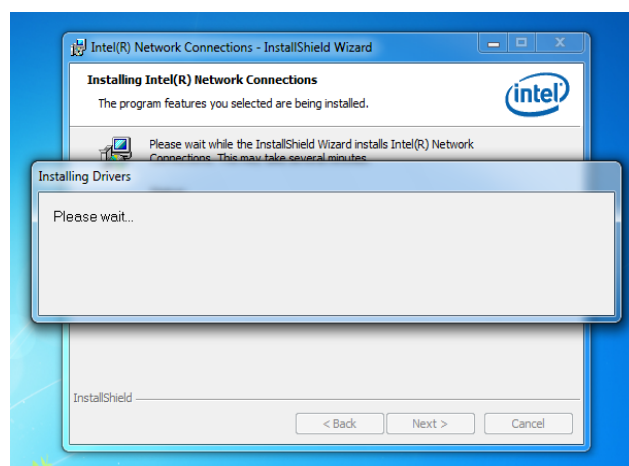 Intel(R) Network Connections - InstallShield Wizard
Installing Intel(R) Network Connections
The program features you selected are being installed.
intel
Please wait while the InstallShield Wizard installs Intel(R) Network
Connections. This may take several minutes.
Installing Drivers
Please wait...
InstallShield
< Back
Next >
Cancel